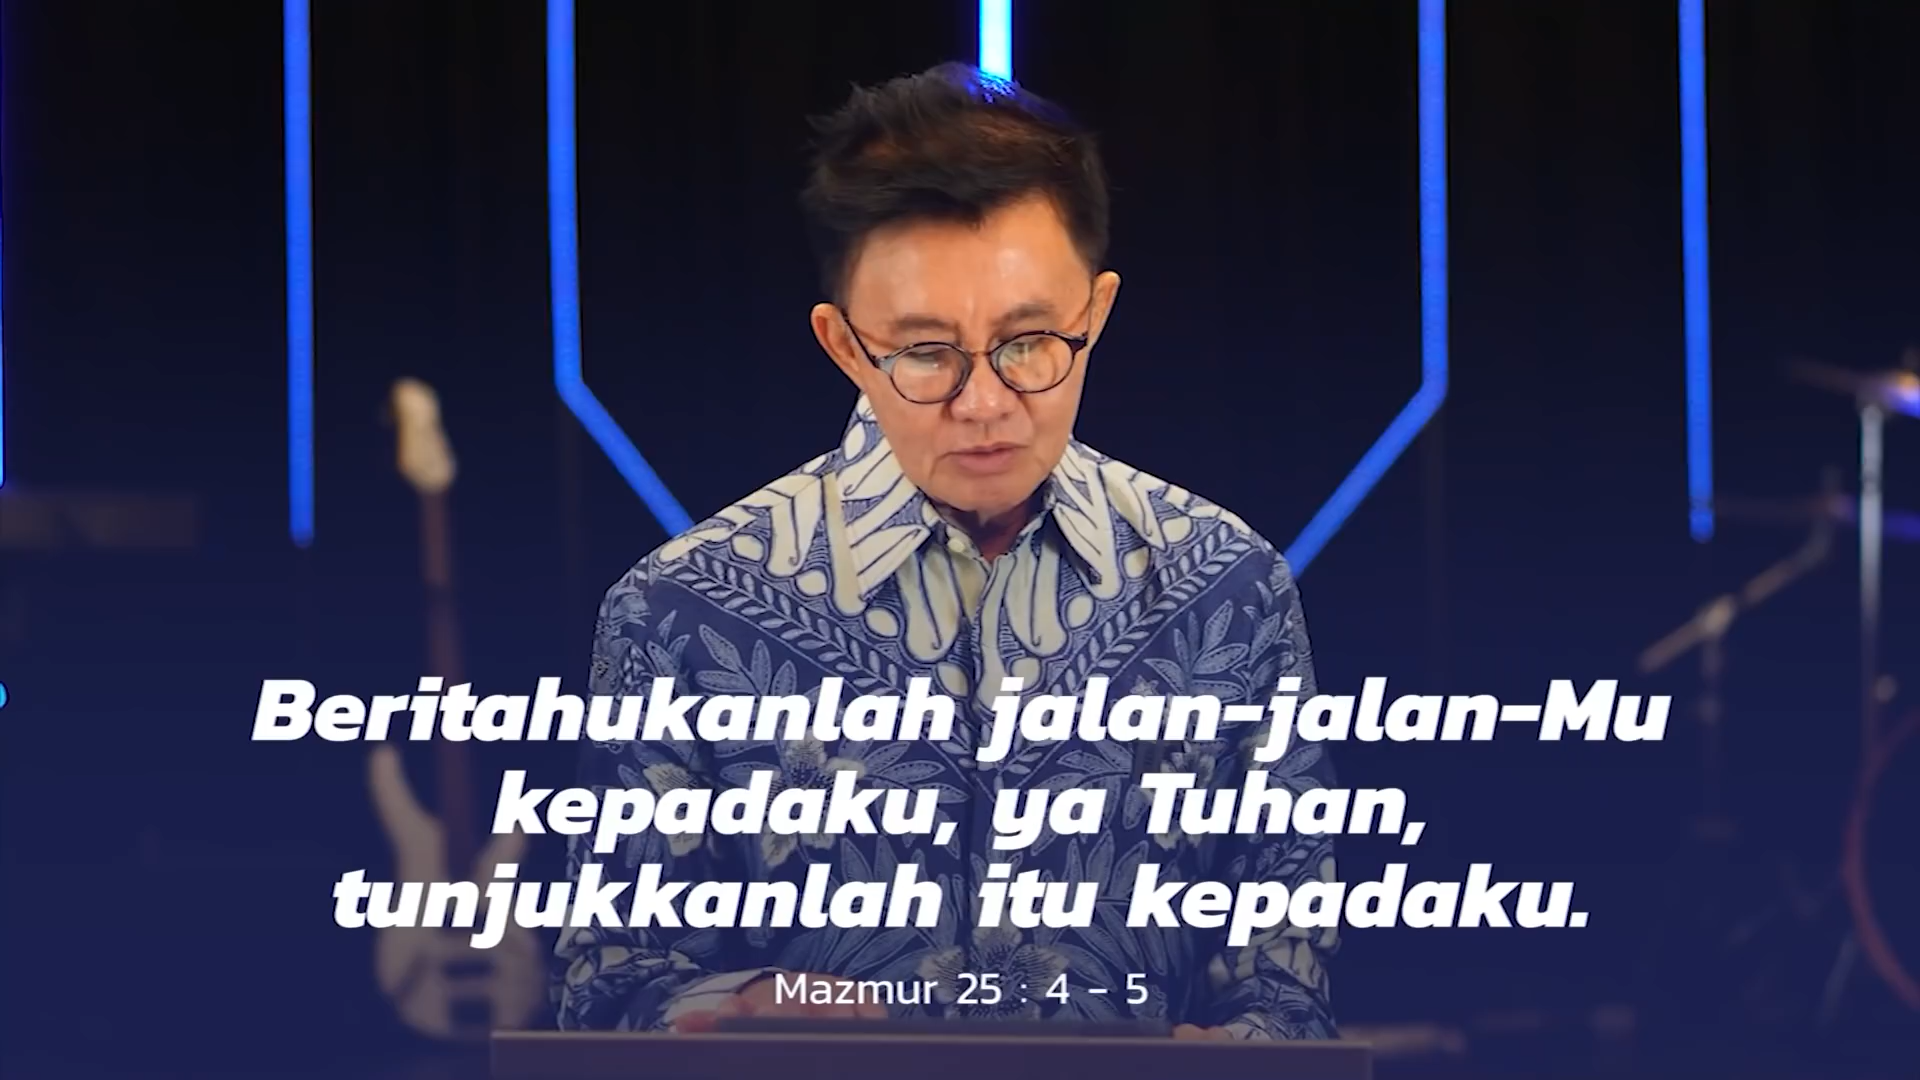 Beritahukanlah jalan-jalan-Mu
kepadaku, ya Tuhan,
tunjukkanlah itu kepadaku.
Mazmur 25 : 4 - 5